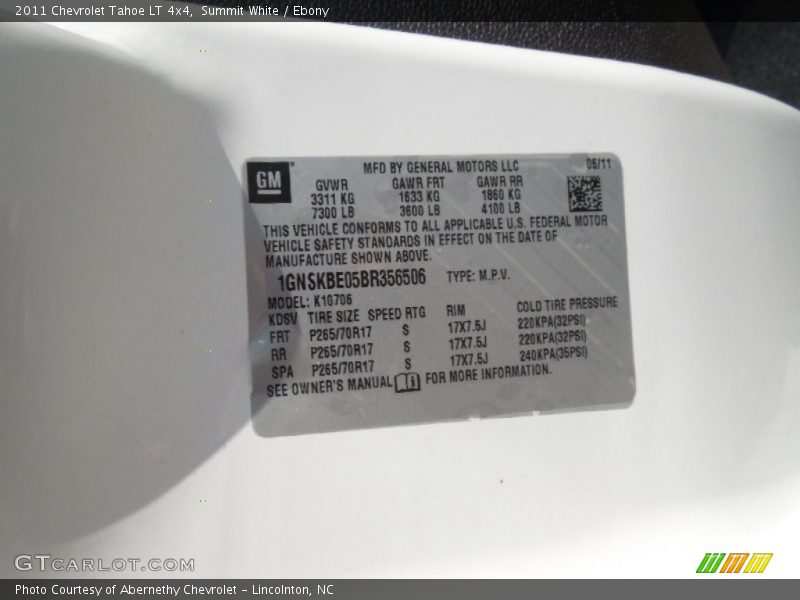 2011 Chevrolet Tahoe LT 4x4, Summit White / Ebony
GM
MFD BY GENERAL MOTORS LLC 06/11
GVWR GAWR FRT GAWR RR
3311 KG 1633 KG 1860 KG
7300 LB 3600 LB 4100 LB
THIS VEHICLE CONFORMS TO ALL APPLICABLE U.S. FEDERAL MOTOR
VEHICLE SAFETY STANDARDS IN EFFECT ON THE DATE OF
MANUFACTURE SHOWN ABOVE.
1GNSKBE05BR356506 TYPE: M.P.V.
MODEL: K10706
KDSV TIRE SIZE SPEED RTG RIM COLD TIRE PRESSURE
FRT P265/70R17 S 17X7.5J 220KPA(32PSI)
RR P265/70R17 S 17X7.5J 220KPA(32PSI)
SPA P265/70R17 S 17X7.5J 240KPA(35PSI)
SEE OWNER'S MANUAL FOR MORE INFORMATION.
GTCARLOT.COM
Photo Courtesy of Abernethy Chevrolet – Lincolnton, NC